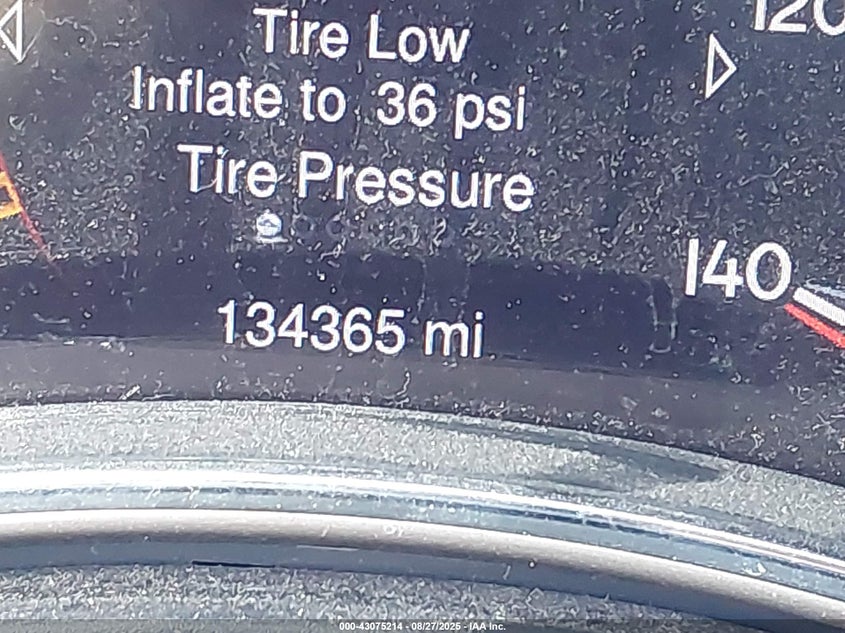 120
Tire Low
Inflate to 36 psi
Tire Pressure
140
134365 mi
000-43075214 - 08/27/2025 - IAA Inc.